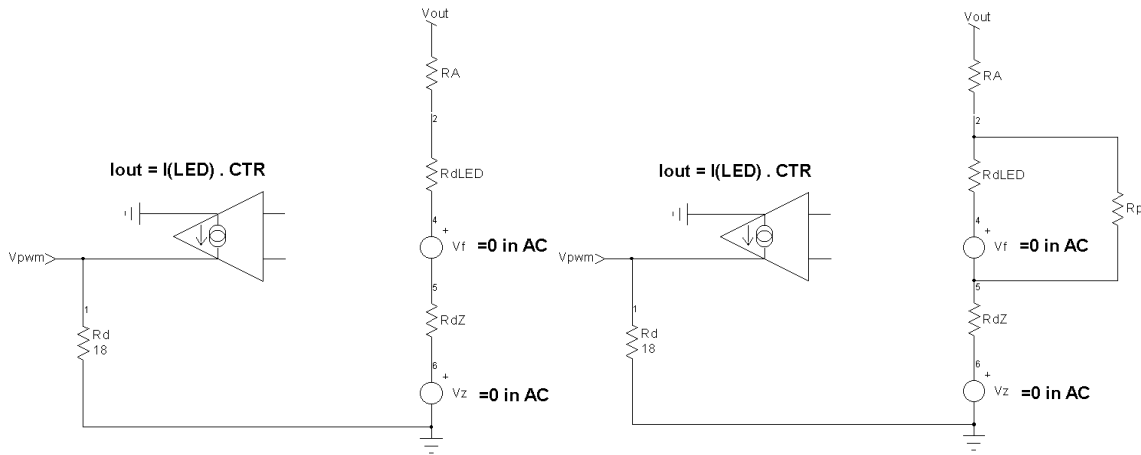 Vout
RA
2
Iout = I(LED) . CTR
RdLED
4
+
Vf =0 in AC
Vpwm
5
1
Rd
18
RdZ
6
+
Vz =0 in AC
Vout
RA
2
Iout = I(LED) . CTR
RdLED
Rp
4
+
Vf =0 in AC
Vpwm
5
1
Rd
18
RdZ
6
+
Vz =0 in AC